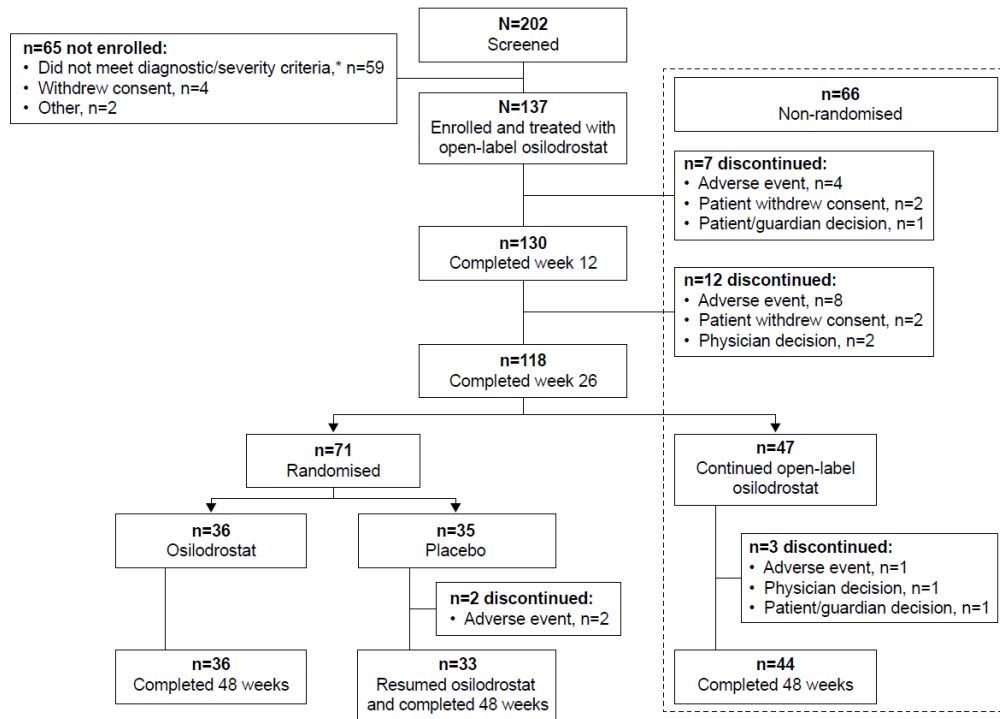 N=202
Screened
n=65 not enrolled:
• Did not meet diagnostic/severity criteria,* n=59
• Withdrew consent, n=4
• Other, n=2
N=137
Enrolled and treated with
open-label osilodrostat
n=66
Non-randomised
n=7 discontinued:
• Adverse event, n=4
• Patient withdrew consent, n=2
• Patient/guardian decision, n=1
n=130
Completed week 12
n=12 discontinued:
• Adverse event, n=8
• Patient withdrew consent, n=2
• Physician decision, n=2
n=118
Completed week 26
n=71
Randomised
n=47
Continued open-label
osilodrostat
n=36
Osilodrostat
n=35
Placebo
n=3 discontinued:
• Adverse event, n=1
• Physician decision, n=1
• Patient/guardian decision, n=1
n=2 discontinued:
• Adverse event, n=2
n=36
Completed 48 weeks
n=33
Resumed osilodrostat
and completed 48 weeks
n=44
Completed 48 weeks